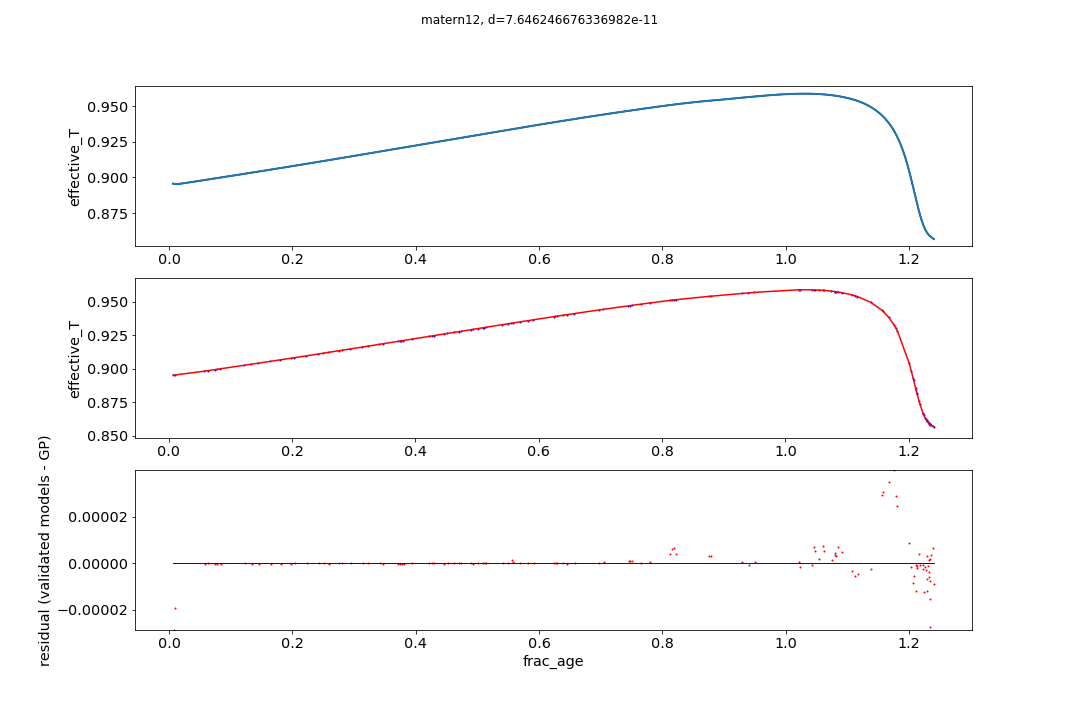 matern12, d=7.646246676336982e-11
effective_T
0.950
0.925
0.900
0.875
0.0 0.2 0.4 0.6 0.8 1.0 1.2
effective_T
0.950
0.925
0.900
0.875
0.850
0.0 0.2 0.4 0.6 0.8 1.0 1.2
residual (validated models - GP)
0.00002
0.00000
−0.00002
0.0 0.2 0.4 0.6 0.8 1.0 1.2
frac_age